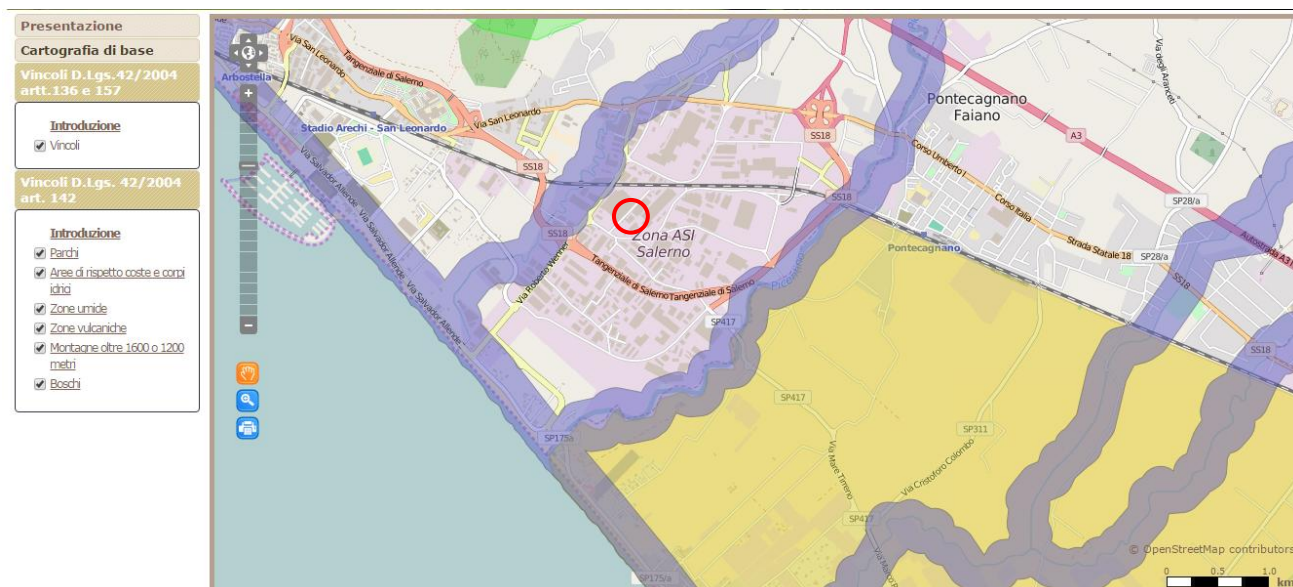 Presentazione
Cartografia di base
Vincoli D.Lgs.42/2004
artt.136 e 157
Introduzione
Vincoli
Vincoli D.Lgs. 42/2004
art. 142
Introduzione
Parchi
Aree di rispetto coste e corpi
idrici
Zone umide
Zone vulcaniche
Montagne oltre 1600 o 1200
metri
Boschi
Via San Leonardo
Tangenziale di Salerno
Arbostella
Stadio Arechi - San Leonardo
Via San Leonardo
SS18
SS18
SS18
SS18
Via Salvador Allende
Via Salvador Allende
Via Salvador Allende
Via Roberto Wenner
Zona ASI
Salerno
Tangenziale di Salerno
Tangenziale di Salerno
Picentino
SP417
SP175/a
Pontecagnano
Faiano
Via degli Aranceti
A3
Corso Umberto I
Corso Italia
SP28/a
Strada Statale 18
SP28/a
Autostrada A3
Pontecagnano
SS18
SS18
SP417
SP311
Via Cristoforo Colombo
Via Mare Tirreno
SP417
SP175/a
© OpenStreetMap contributors
0 0.5 1.0
km